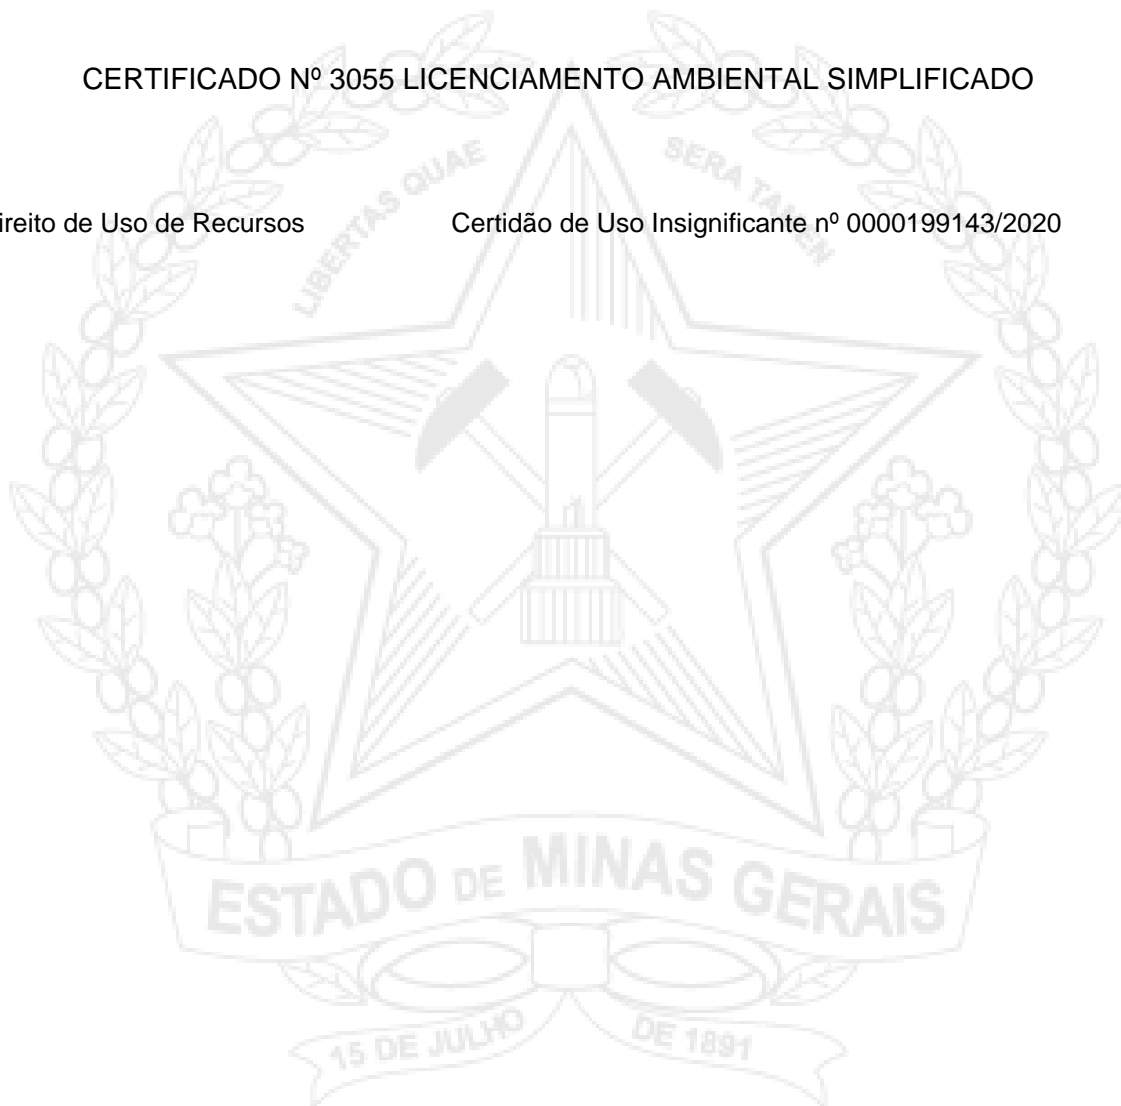 CERTIFICADO Nº 3055 LICENCIAMENTO AMBIENTAL SIMPLIFICADO
LIBERTAS QUAE SERA TAMEN
ireito de Uso de Recursos Certidão de Uso Insignificante nº 0000199143/2020
ESTADO DE MINAS GERAIS
15 DE JULHO DE 1891